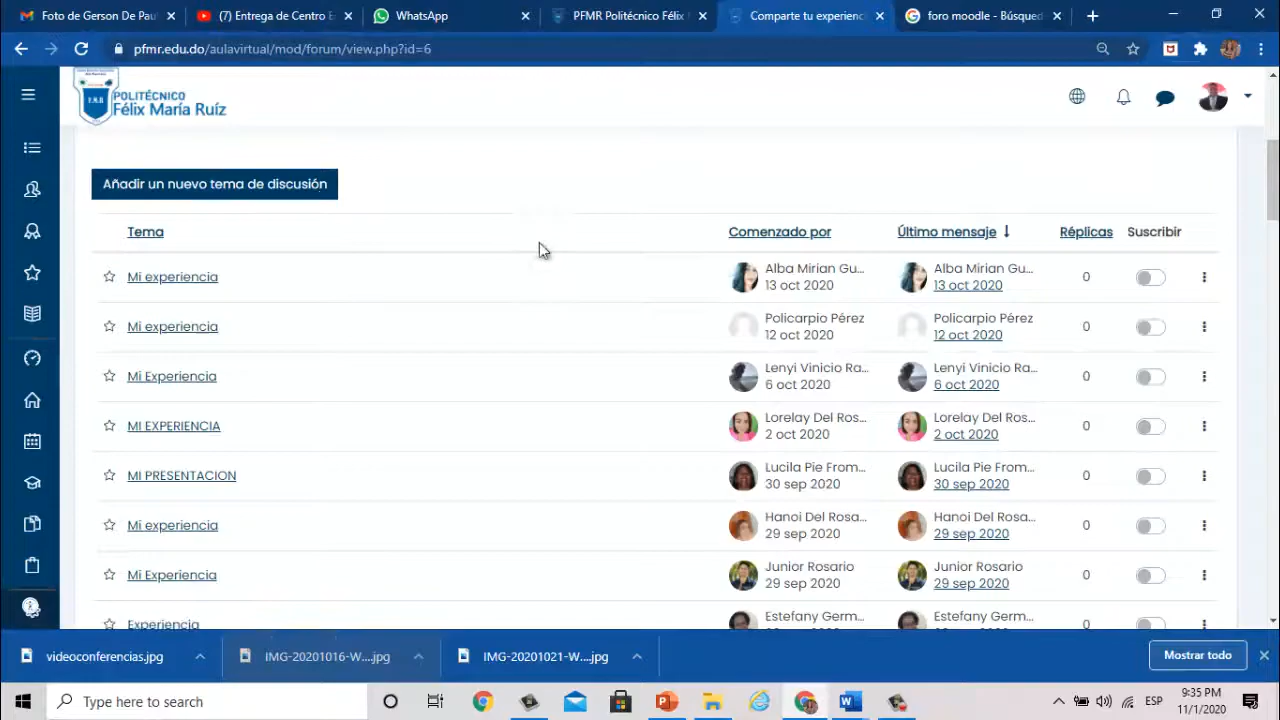 Foto de Gerson De Pau
(7) Entrega de Centro E
WhatsApp
PFMR Politécnico Félix M
Comparte tu experienc
foro moodle - Búsqued
pfmr.edu.do/aulavirtual/mod/forum/view.php?id=6
POLITÉCNICO
Félix María Ruíz
Añadir un nuevo tema de discusión
Tema Comenzado por Último mensaje Réplicas Suscribir
Mi experiencia Alba Mirian Gu... Alba Mirian Gu... 0
13 oct 2020 13 oct 2020
Mi experiencia Policarpio Pérez Policarpio Pérez 0
12 oct 2020 12 oct 2020
Mi Experiencia Lenyi Vinicio Ra... Lenyi Vinicio Ra... 0
6 oct 2020 6 oct 2020
MI EXPERIENCIA Lorelay Del Ros... Lorelay Del Ros... 0
2 oct 2020 2 oct 2020
MI PRESENTACION Lucila Pie From... Lucila Pie From... 0
30 sep 2020 30 sep 2020
Mi experiencia Hanoi Del Rosa... Hanoi Del Rosa... 0
29 sep 2020 29 sep 2020
Mi Experiencia Junior Rosario Junior Rosario 0
29 sep 2020 29 sep 2020
Experiencia Estefany Germ... Estefany Germ... 0
videoconferencias.jpg
IMG-20201016-W....jpg
IMG-20201021-W....jpg
Mostrar todo
Type here to search
ESP
9:35 PM
11/1/2020